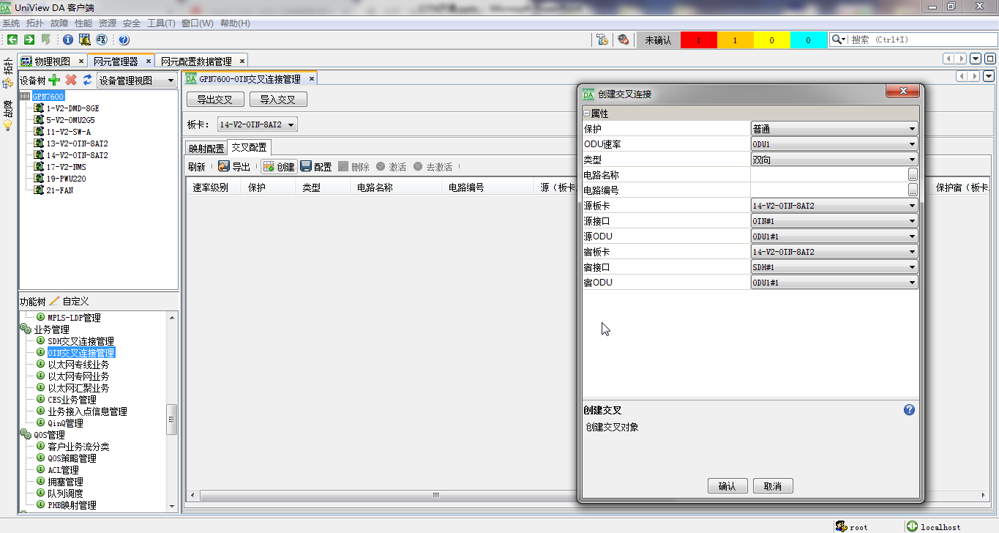 UniView DA 客户端
系统 拓扑 故障 性能 资源 安全 工具(T) 窗口(W) 帮助(H)
未确认 1 1 0 0 搜索 (Ctrl+I)
拓扑
故障
物理视图 网元管理器 网元配置数据管理
设备树 设备管理视图
GPN7600
1-V2-DMD-8GE
5-V2-OMU2G5
11-V2-SW-A
13-V2-OTN-8AT2
14-V2-OTN-8AT2
17-V2-NMS
19-PWU220
21-FAN
功能树 自定义
MPLS-LDP管理
业务管理
SDH交叉连接管理
OTN交叉连接管理
以太网专线业务
以太网专网业务
以太网汇聚业务
CES业务管理
业务接入点信息管理
QinQ管理
QOS管理
客户业务流分类
QOS策略管理
ACL管理
拥塞管理
队列调度
PHB映射管理
GPN7600-OTN交叉连接管理
导出交叉 导入交叉
板卡: 14-V2-OTN-8AT2
映射配置 交叉配置
刷新 导出 创建 配置 删除 激活 去激活
速率级别 保护 类型 电路名称 电路编号 源（板卡 保护宿（板卡
创建交叉连接
属性
保护 普通
ODU速率 ODU1
类型 双向
电路名称 ...
电路编号 ...
源板卡 14-V2-OTN-8AT2
源接口 OTN#1
源ODU ODU1#1
宿板卡 14-V2-OTN-8AT2
宿接口 SDH#1
宿ODU ODU1#1
创建交叉
创建交叉对象
确认 取消
root localhost